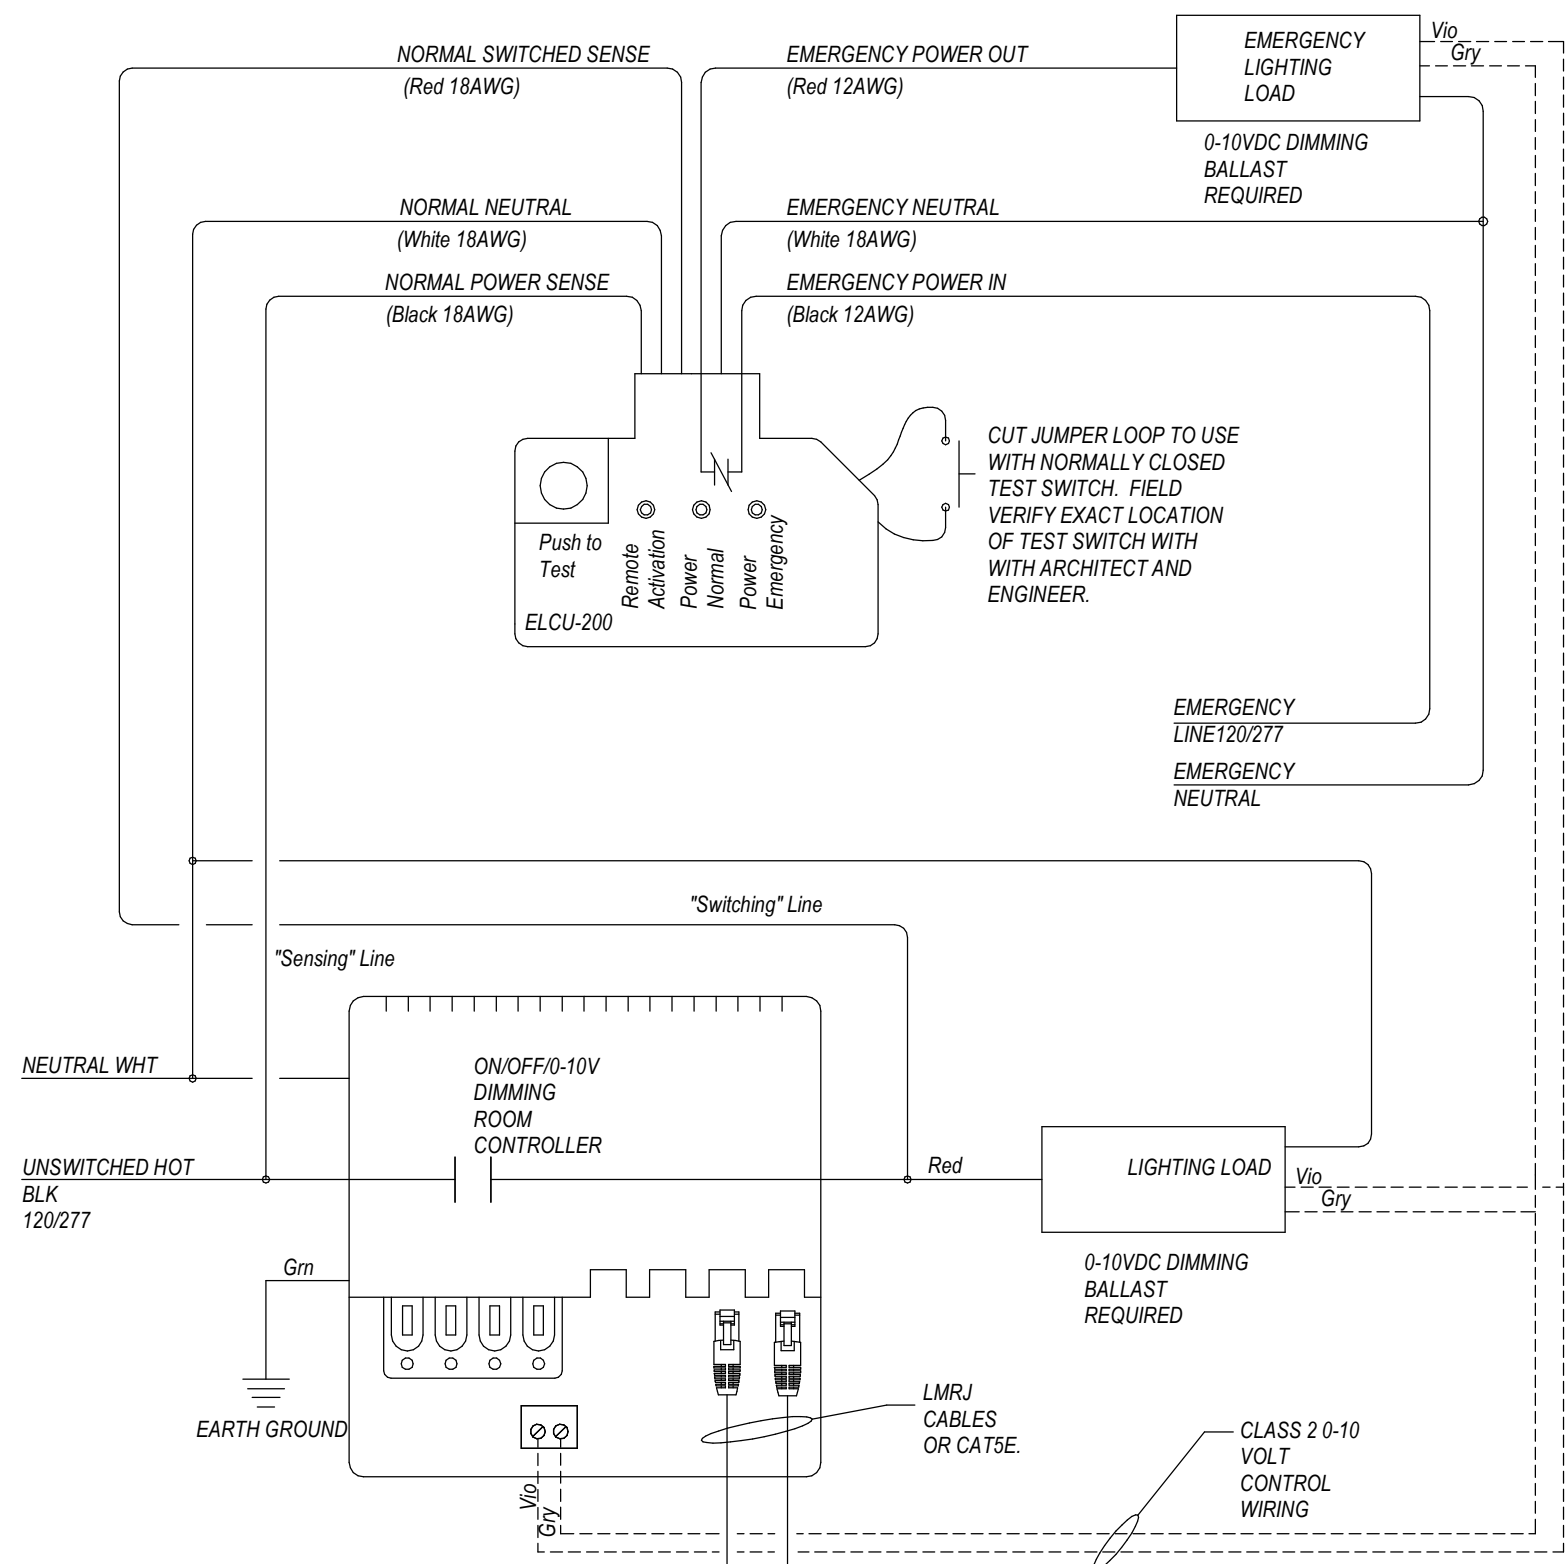 NORMAL SWITCHED SENSE
(Red 18AWG)
EMERGENCY POWER OUT
(Red 12AWG)
EMERGENCY
LIGHTING
LOAD
Vio
Gry
0-10VDC DIMMING
BALLAST
REQUIRED
NORMAL NEUTRAL
(White 18AWG)
EMERGENCY NEUTRAL
(White 18AWG)
NORMAL POWER SENSE
(Black 18AWG)
EMERGENCY POWER IN
(Black 12AWG)
CUT JUMPER LOOP TO USE
WITH NORMALLY CLOSED
TEST SWITCH. FIELD
VERIFY EXACT LOCATION
OF TEST SWITCH WITH
WITH ARCHITECT AND
ENGINEER.
Push to
Test
Remote
Activation
Power
Normal
Power
Emergency
ELCU-200
EMERGENCY
LINE120/277
EMERGENCY
NEUTRAL
"Switching" Line
"Sensing" Line
NEUTRAL WHT
ON/OFF/0-10V
DIMMING
ROOM
CONTROLLER
UNSWITCHED HOT
BLK
120/277
Red
LIGHTING LOAD
Vio
Gry
0-10VDC DIMMING
BALLAST
REQUIRED
Grn
EARTH GROUND
LMRJ
CABLES
OR CAT5E.
CLASS 2 0-10
VOLT
CONTROL
WIRING
Vio
Gry